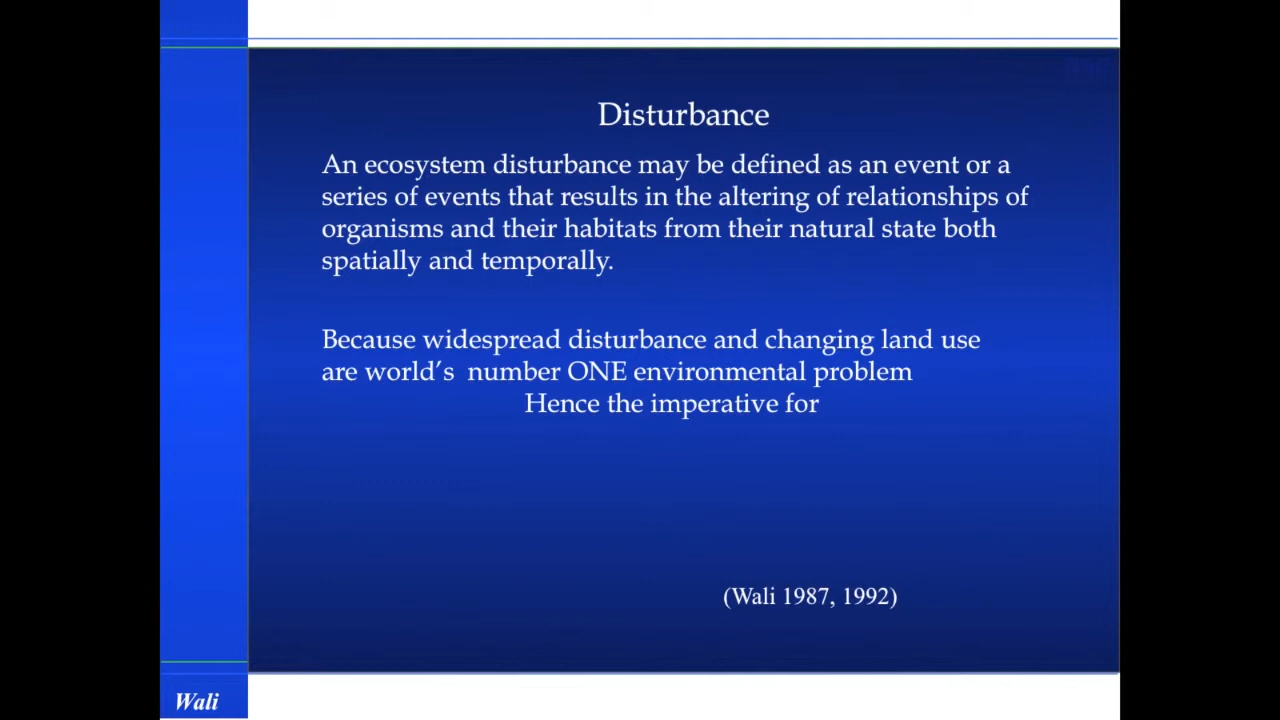 Disturbance
An ecosystem disturbance may be defined as an event or a
series of events that results in the altering of relationships of
organisms and their habitats from their natural state both
spatially and temporally.
Because widespread disturbance and changing land use
are world's  number ONE environmental problem
Hence the imperative for
(Wali 1987, 1992)
Wali